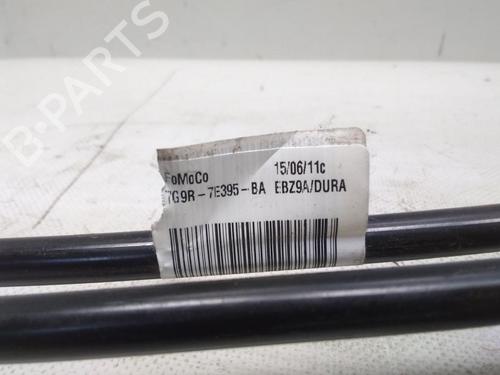 FoMoCo 15/06/11c
7G9R-7E395-BA EBZ9A/DURA
B-PARTS